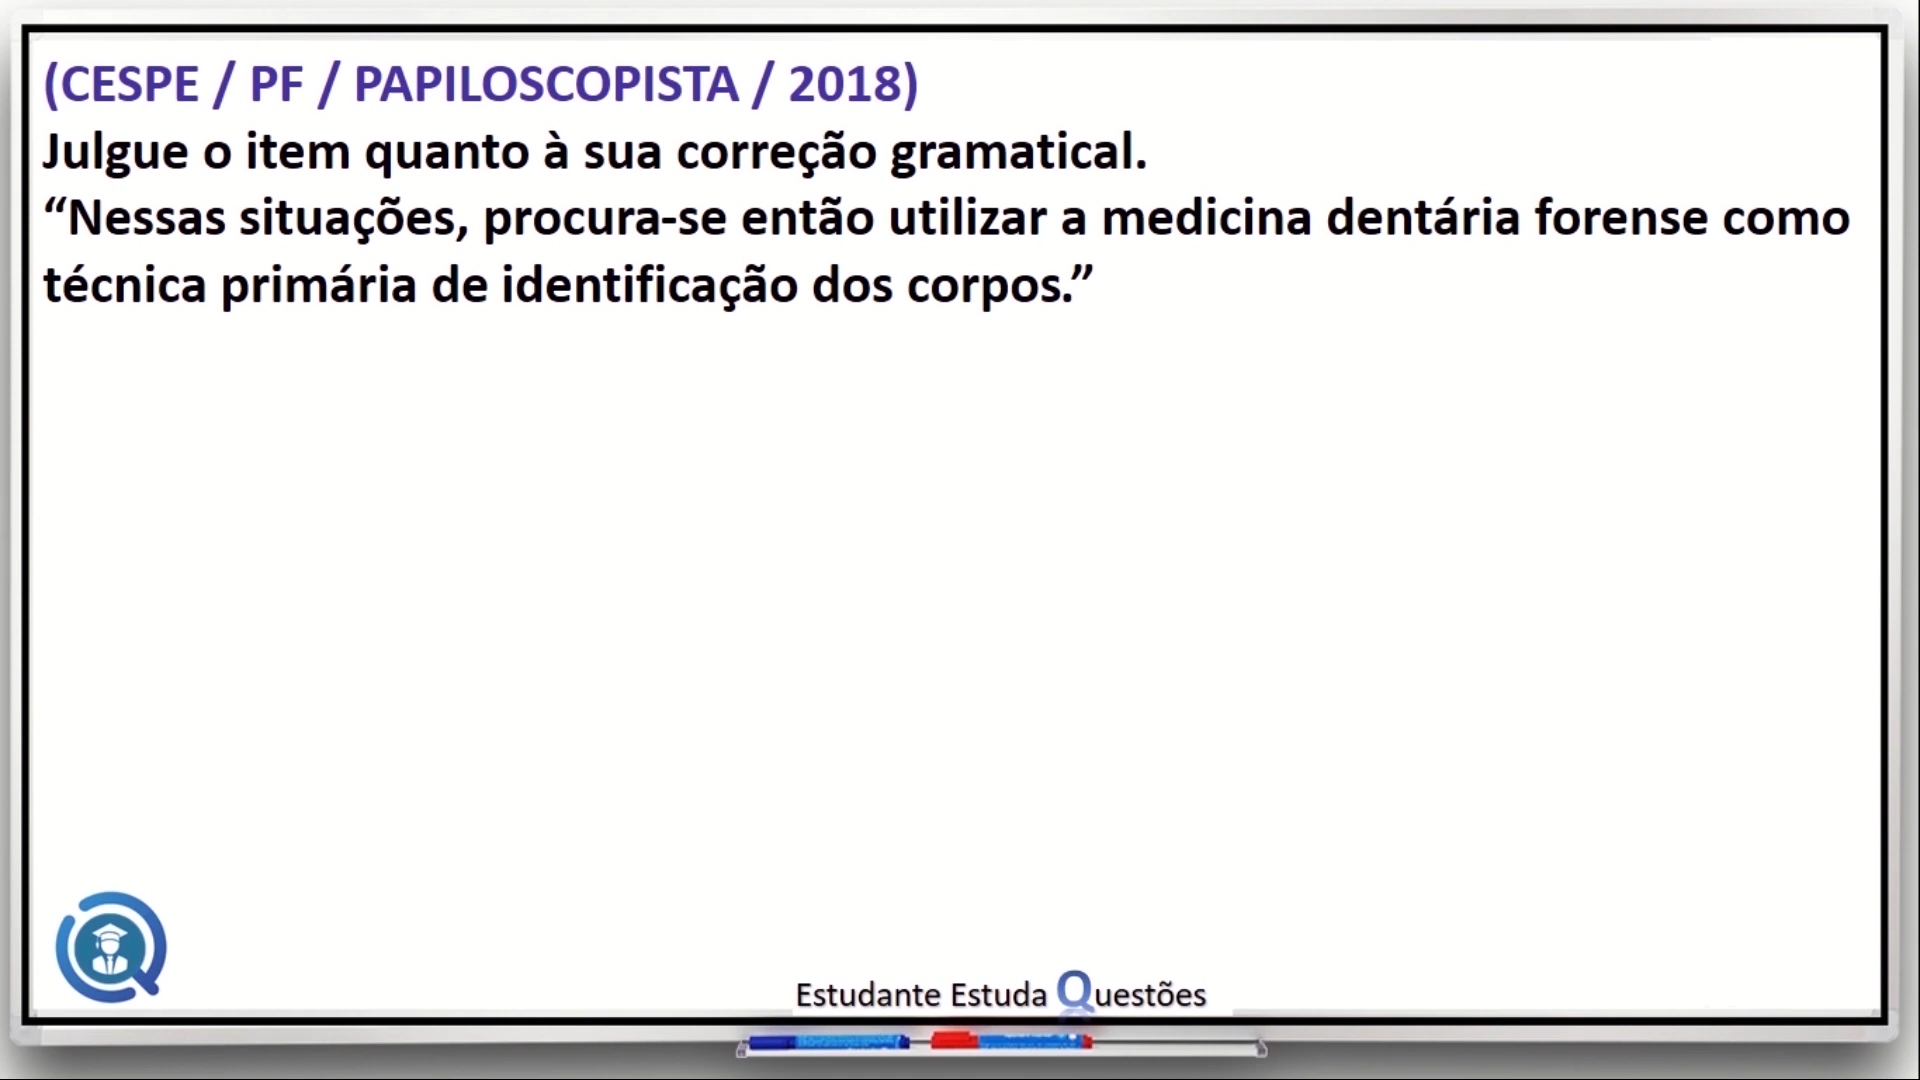 (CESPE / PF / PAPILOSCOPISTA / 2018)
Julgue o item quanto à sua correção gramatical.
“Nessas situações, procura-se então utilizar a medicina dentária forense como
técnica primária de identificação dos corpos.”
Estudante Estuda Questões